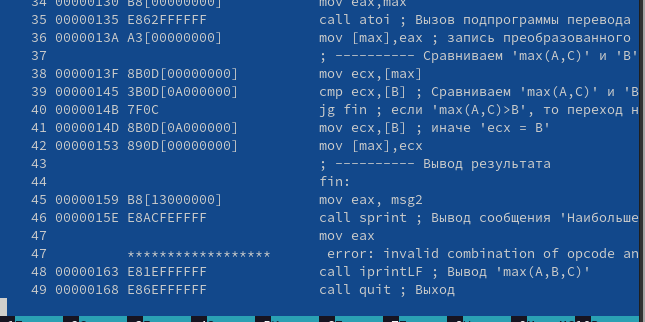 34 00000130 B8[00000000] mov eax,max
35 00000135 E862FFFFFF call atoi ; Вызов подпрограммы перевода
36 0000013A A3[00000000] mov [max],eax ; запись преобразованного
37 ; ---------- Сравниваем 'max(A,C)' и 'B'
38 0000013F 8B0D[00000000] mov ecx,[max]
39 00000145 3B0D[0A000000] cmp ecx,[B] ; Сравниваем 'max(A,C)' и 'B
40 0000014B 7F0C jg fin ; если 'max(A,C)>B', то переход н
41 0000014D 8B0D[0A000000] mov ecx,[B] ; иначе 'ecx = B'
42 00000153 890D[00000000] mov [max],ecx
43 ; ---------- Вывод результата
44 fin:
45 00000159 B8[13000000] mov eax, msg2
46 0000015E E8ACFEFFFF call sprint ; Вывод сообщения 'Наибольше
47 mov eax
47 ****************** error: invalid combination of opcode an
48 00000163 E81EFFFFFF call iprintLF ; Вывод 'max(A,B,C)'
49 00000168 E86EFFFFFF call quit ; Выход